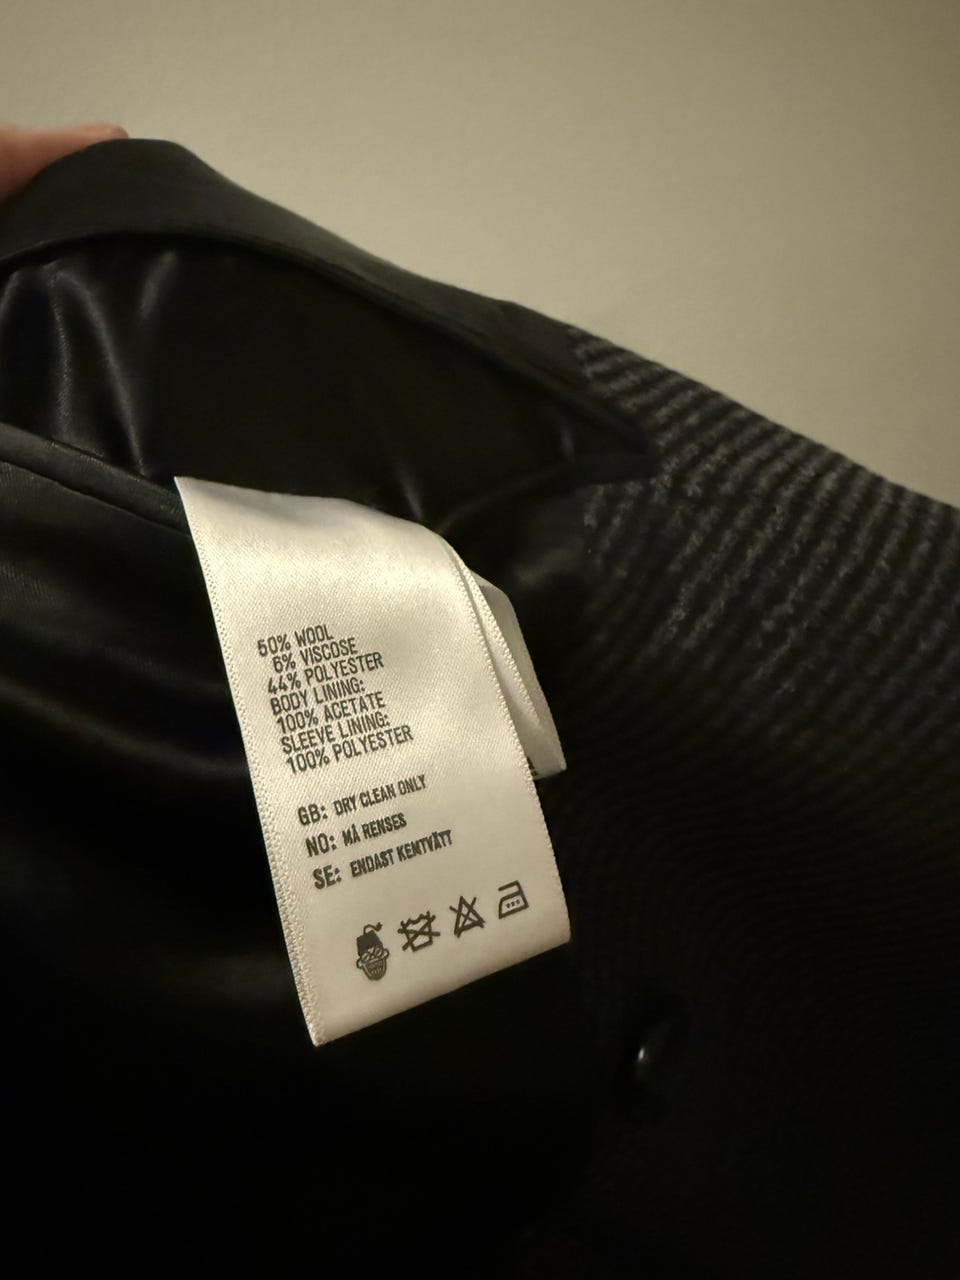 50% WOOL
6% VISCOSE
44% POLYESTER
BODY LINING:
100% ACETATE
SLEEVE LINING:
100% POLYESTER
GB: DRY CLEAN ONLY
NO: MÅ RENSES
SE: ENDAST KEMTVÄTT